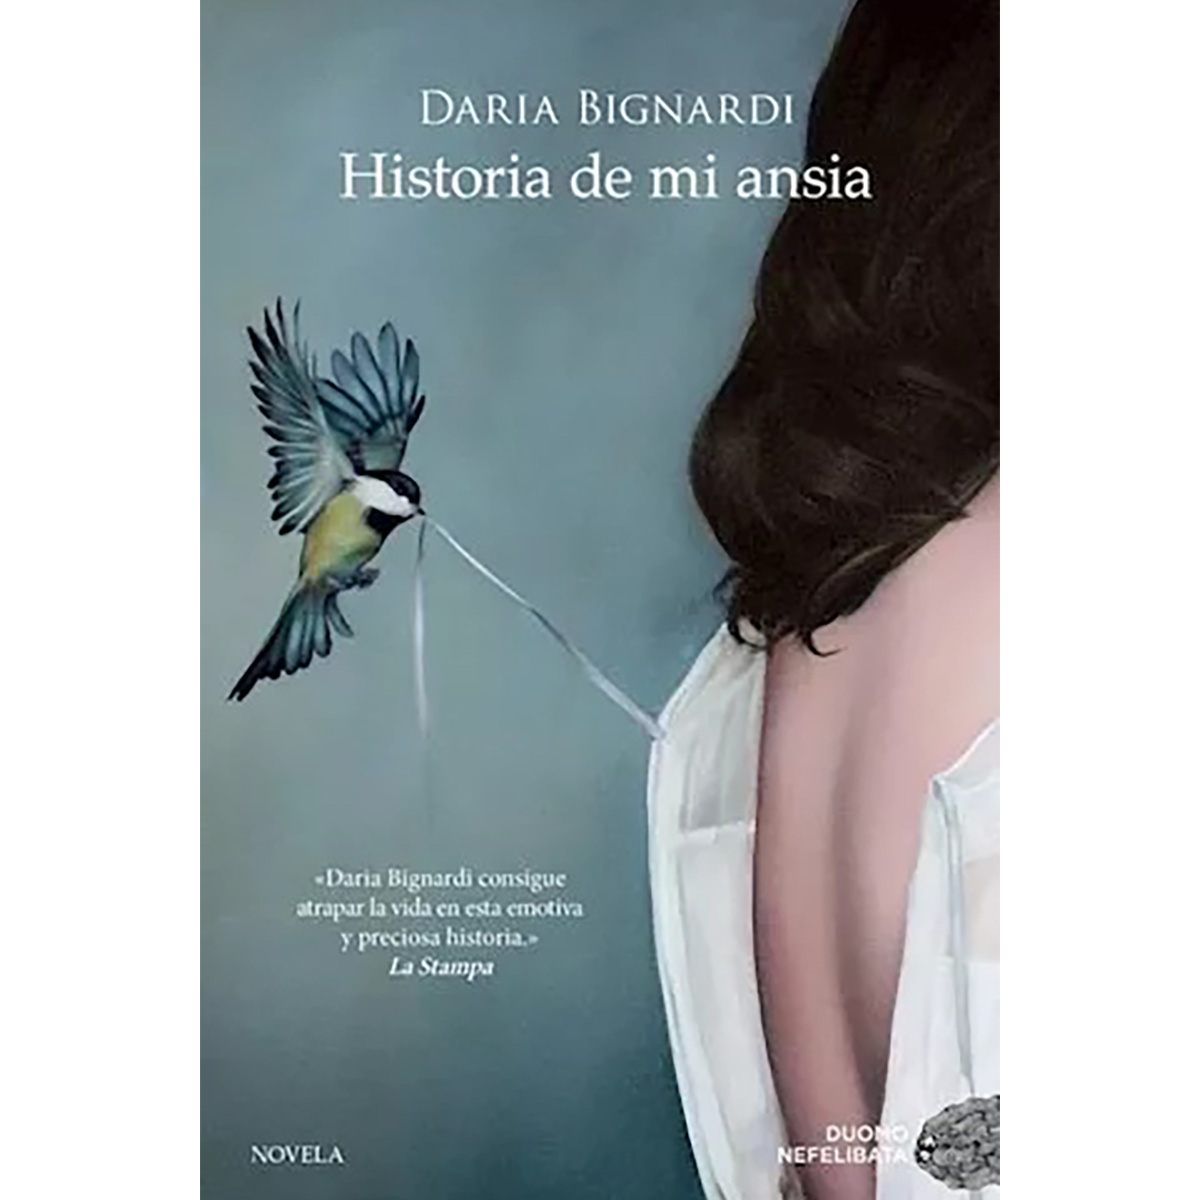 DARIA BIGNARDI
Historia de mi ansia
«Daria Bignardi consigue
atrapar la vida en esta emotiva
y preciosa historia.»
La Stampa
NOVELA
DUOMO
NEFELIBATA